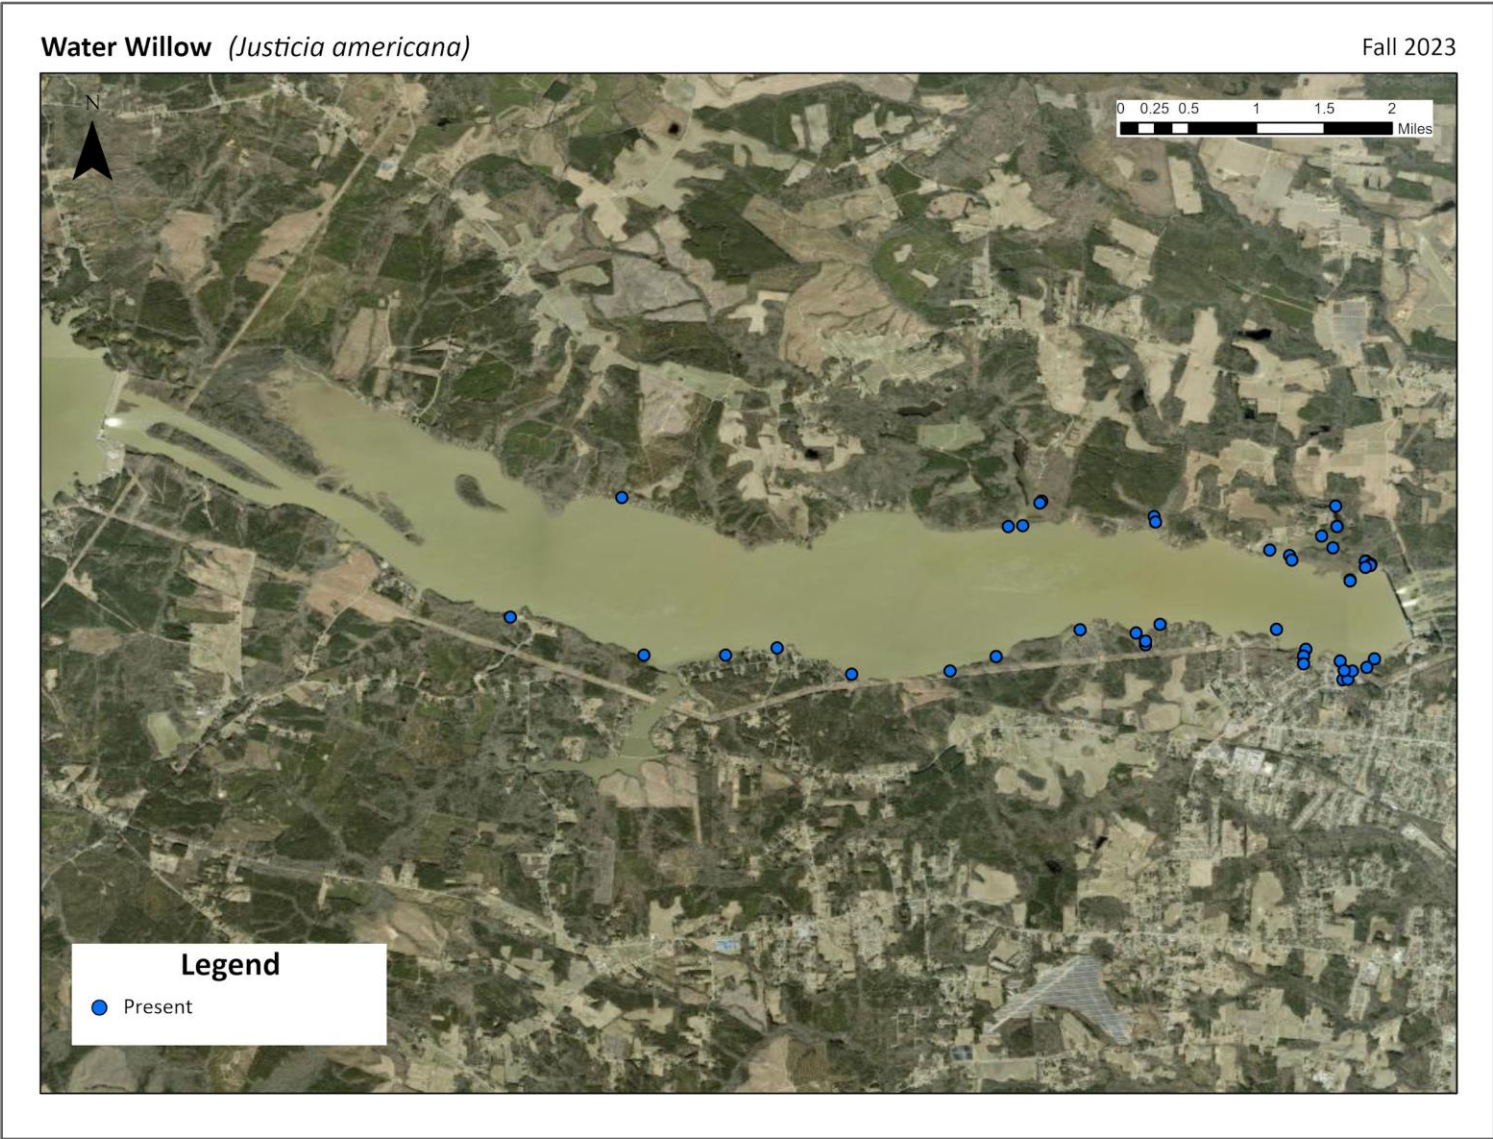 Water Willow (Justicia americana)
Fall 2023
N
0 0.25 0.5 1 1.5 2
Miles
Legend
Present